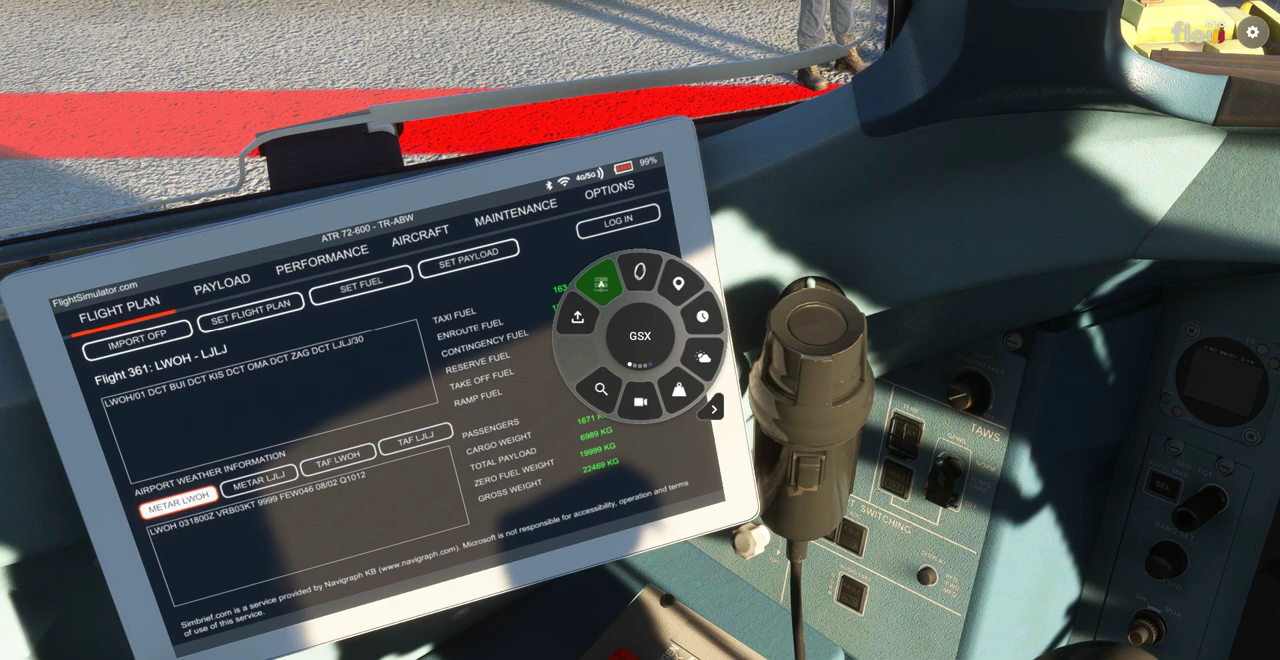 flow
99%
4G/5G
ATR 72-600 - TR-ABW
FlightSimulator.com
FLIGHT PLAN
PAYLOAD
PERFORMANCE
AIRCRAFT
MAINTENANCE
OPTIONS
IMPORT OFP
SET FLIGHT PLAN
SET FUEL
SET PAYLOAD
LOG IN
Flight 361: LWOH - LJLJ
LWOH/01 DCT BUI DCT KIS DCT OMA DCT ZAG DCT LJLJ/30
TAXI FUEL
ENROUTE FUEL
CONTINGENCY FUEL
RESERVE FUEL
TAKE OFF FUEL
RAMP FUEL
GSX
PASSENGERS
CARGO WEIGHT 1671 KG
TOTAL PAYLOAD 6989 KG
ZERO FUEL WEIGHT 19999 KG
GROSS WEIGHT 22469 KG
AIRPORT WEATHER INFORMATION
METAR LWOH
METAR LJLJ
TAF LWOH
TAF LJLJ
LWOH 031800Z VRB03KT 9999 FEW046 08/02 Q1012
Simbrief.com is a service provided by Navigraph KB (www.navigraph.com). Microsoft is not responsible for accessibility, operation and terms
of use of this service.
TAWS
GPWS
SWITCHING
SEL